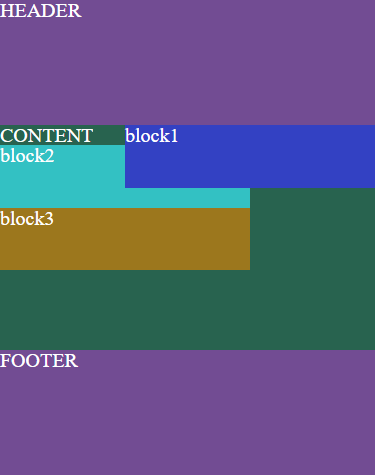 HEADER
CONTENT block1
block2
block3
FOOTER